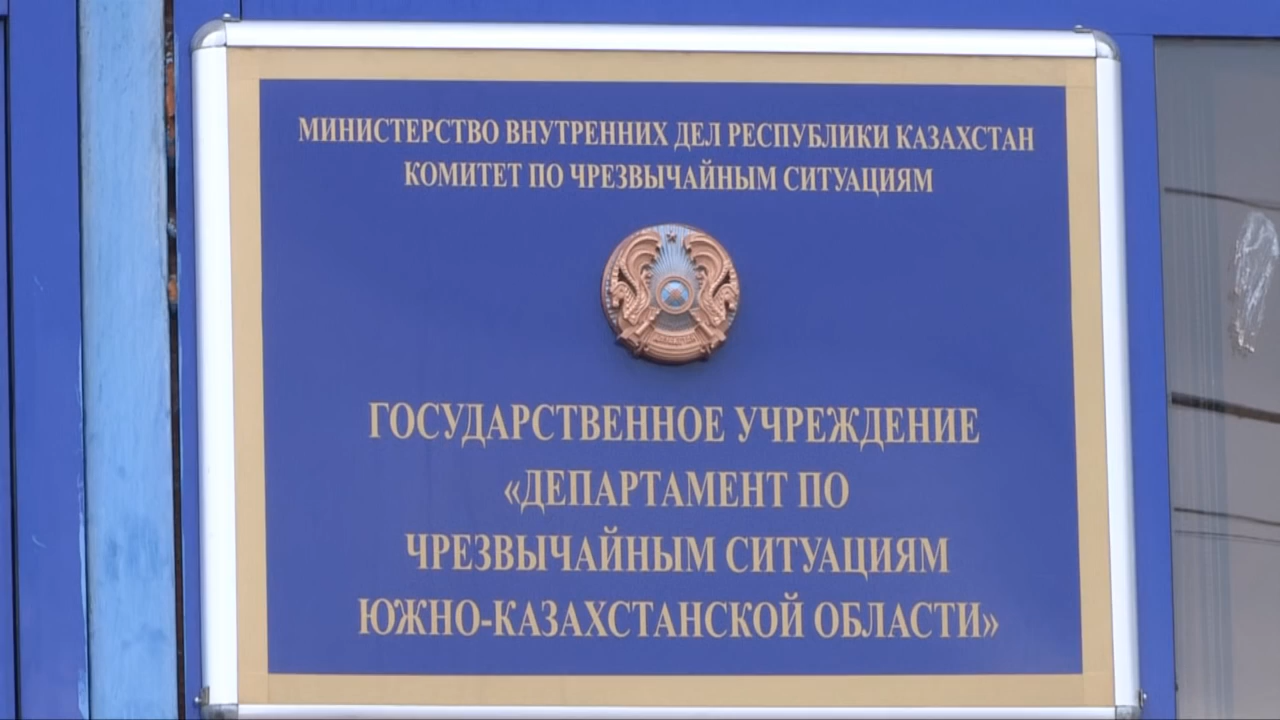 МИНИСТЕРСТВО ВНУТРЕННИХ ДЕЛ РЕСПУБЛИКИ КАЗАХСТАН
КОМИТЕТ ПО ЧРЕЗВЫЧАЙНЫМ СИТУАЦИЯМ
ГОСУДАРСТВЕННОЕ УЧРЕЖДЕНИЕ
«ДЕПАРТАМЕНТ ПО
ЧРЕЗВЫЧАЙНЫМ СИТУАЦИЯМ
ЮЖНО-КАЗАХСТАНСКОЙ ОБЛАСТИ»